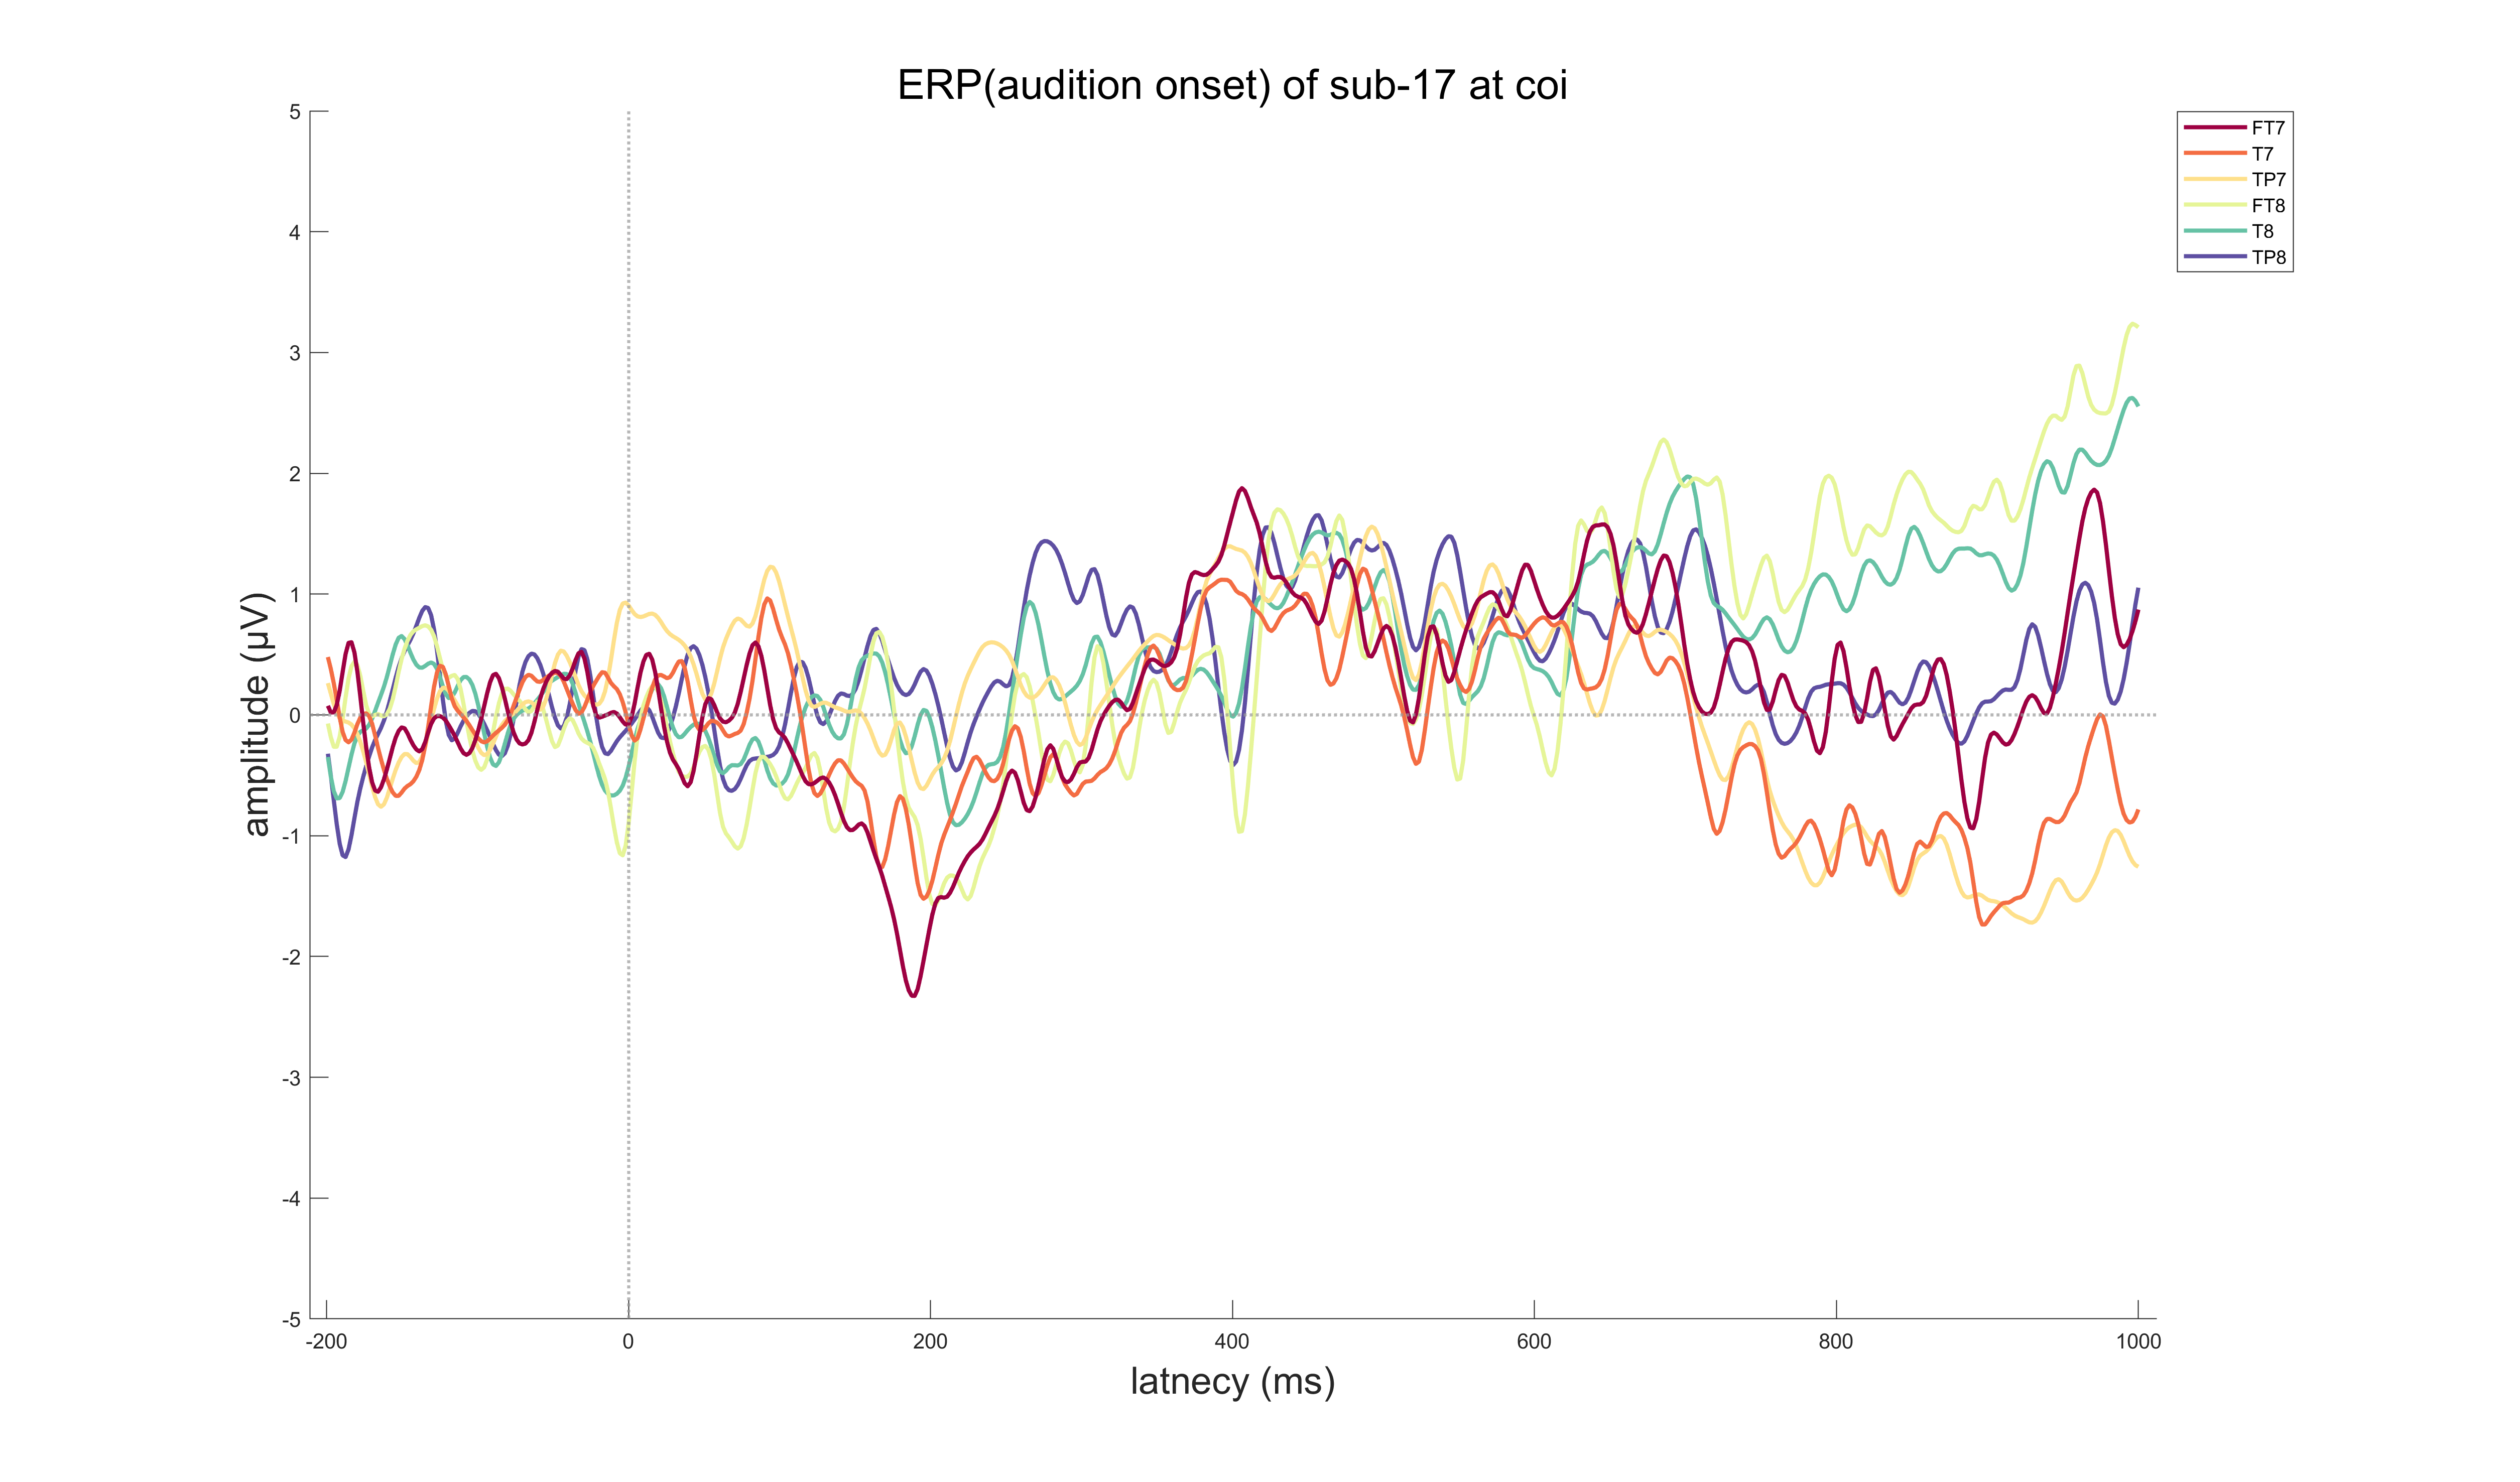 ERP(audition onset) of sub-17 at coi
5
4
3
2
1
0
-1
-2
-3
-4
-5
amplitude (µV)
-200 0 200 400 600 800 1000
latnecy (ms)
FT7
T7
TP7
FT8
T8
TP8